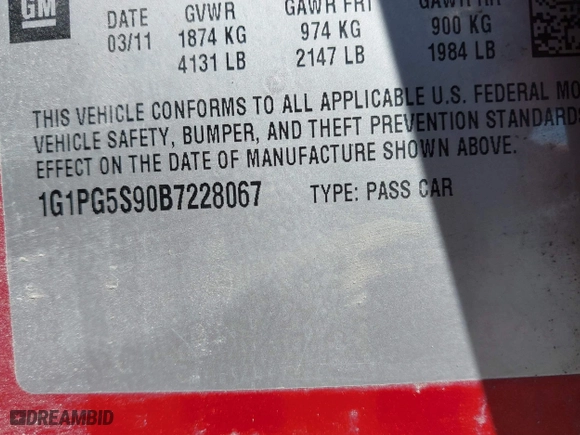 GM
DATE GVWR GAWR FRT GAWR RR
03/11 1874 KG 974 KG 900 KG
4131 LB 2147 LB 1984 LB
THIS VEHICLE CONFORMS TO ALL APPLICABLE U.S. FEDERAL MO
VEHICLE SAFETY, BUMPER, AND THEFT PREVENTION STANDARDS
EFFECT ON THE DATE OF MANUFACTURE SHOWN ABOVE.
1G1PG5S90B7228067 TYPE: PASS CAR
DREAMBID